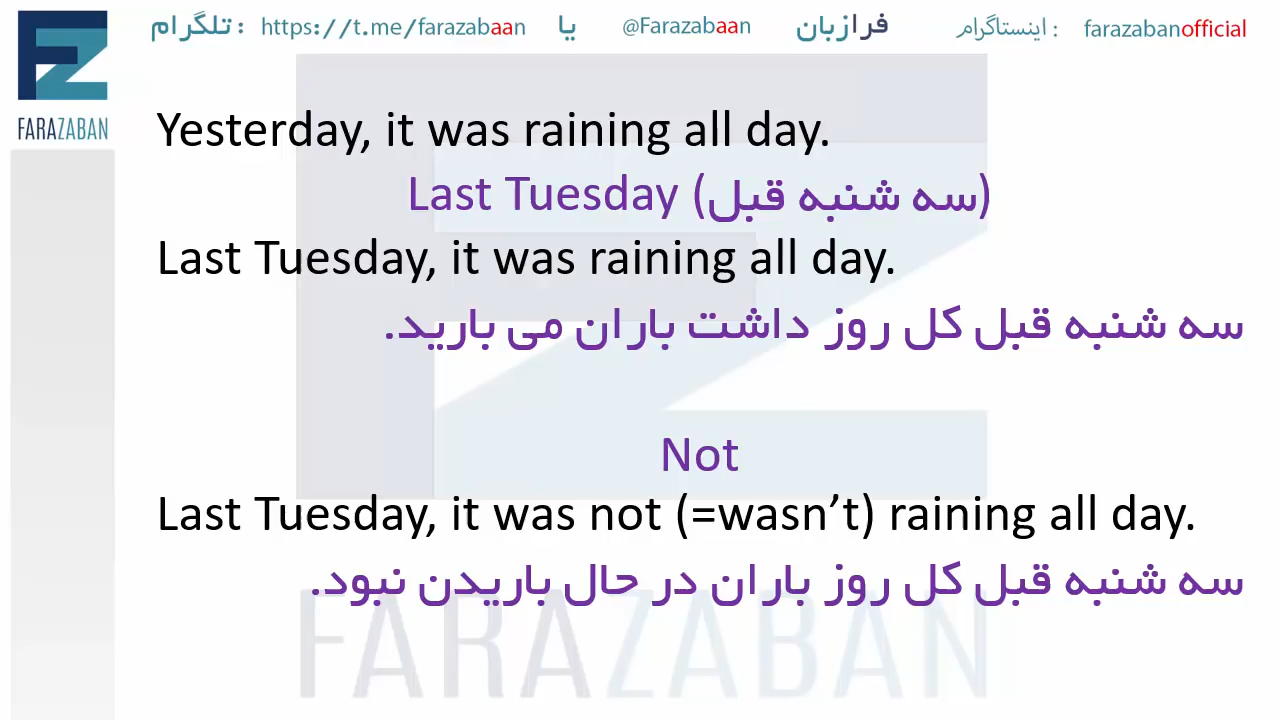 تلگرام : https://t.me/farazabaan یا @Farazabaan فرازبان اینستاگرام : farazabanofficial
FARAZABAN
Yesterday, it was raining all day.
Last Tuesday (سه شنبه قبل)
Last Tuesday, it was raining all day.
سه شنبه قبل کل روز داشت باران می بارید.
Not
Last Tuesday, it was not (=wasn’t) raining all day.
سه شنبه قبل کل روز باران در حال باریدن نبود.
FARAZABAN